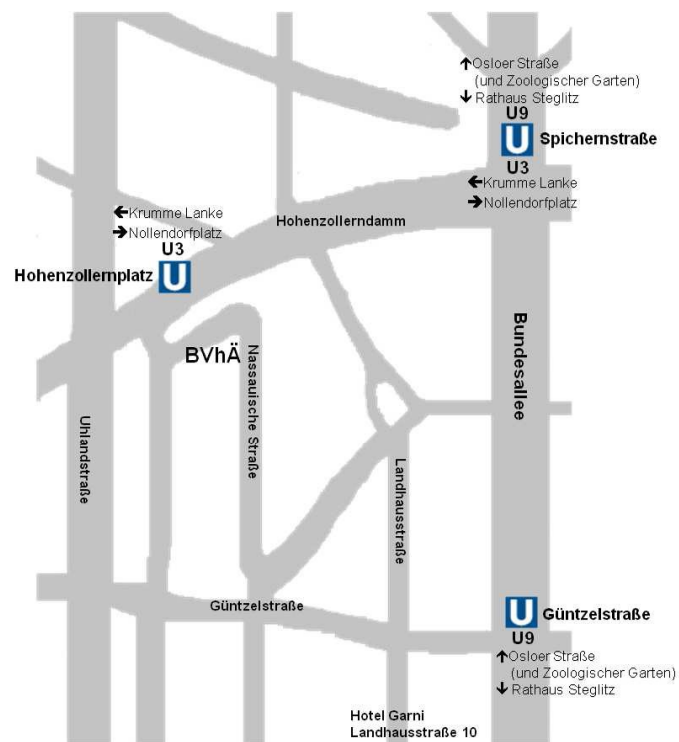 ↑Osloer Straße
(und Zoologischer Garten)
↓ Rathaus Steglitz
U9
U Spichernstraße
U3
←Krumme Lanke
→Nollendorfplatz
←Krumme Lanke
→Nollendorfplatz
U3
Hohenzollernplatz U
Hohenzollerndamm
BVhÄ
Nassauische Straße
Bundesallee
Uhlandstraße
Landhausstraße
Güntzelstraße
U Güntzelstraße
U9
↑Osloer Straße
(und Zoologischer Garten)
↓ Rathaus Steglitz
Hotel Garni
Landhausstraße 10